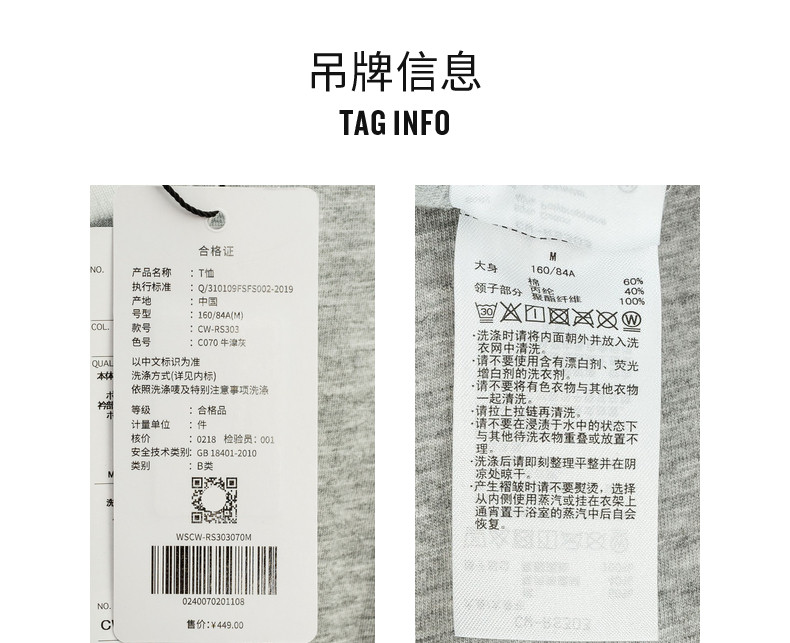 吊牌信息
TAG INFO
NO.
COL.
QUAL
NO.
合格证
产品名称 : T恤
执行标准 : Q/310109FSFS002-2019
产地 : 中国
号型 : 160/84A(M)
款号 : CW-RS303
色号 : C070 牛津灰
以中文标识为准
洗涤方式(详见内标)
依照洗涤唛及特别注意事项洗涤
等级 : 合格品
计量单位 : 件
核价 : 0218 检验员: 001
安全技术类别: GB 18401-2010
类别 : B类
WSCW-RS303070M
0240070201108
售价:¥449.00
M
160/84A
大身 棉 60%
丙纶 40%
领子部分 聚酯纤维 100%
30
W
·洗涤时请将内面朝外并放入洗
衣网中清洗。
·请不要使用含有漂白剂、荧光
增白剂的洗衣剂。
·请不要将有色衣物与其他衣物
一起清洗。
·请拉上拉链再清洗。
·请不要在浸渍于水中的状态下
与其他待洗衣物重叠或放置不
理。
·洗涤后请即刻整理平整并在阴
凉处晾干。
·产生褶皱时请不要熨烫，选择
从内侧使用蒸汽或挂在衣架上
通宵置于浴室的蒸汽中后自会
恢复。